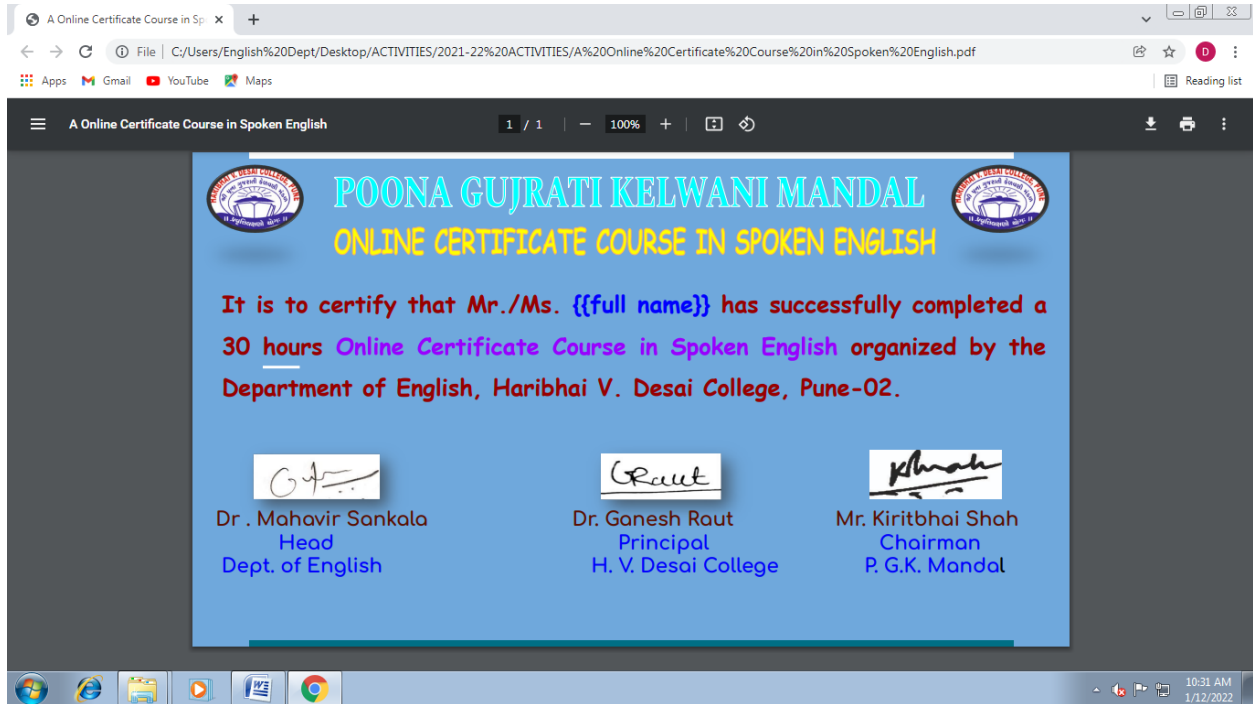 A Online Certificate Course in Sp
File | C:/Users/English%20Dept/Desktop/ACTIVITIES/2021-22%20ACTIVITIES/A%20Online%20Certificate%20Course%20in%20Spoken%20English.pdf
D
Apps Gmail YouTube Maps Reading list
A Online Certificate Course in Spoken English 1 / 1 100%
POONA GUJRATI KELWANI MANDAL
ONLINE CERTIFICATE COURSE IN SPOKEN ENGLISH
It is to certify that Mr./Ms. {{full name}} has successfully completed a
30 hours Online Certificate Course in Spoken English organized by the
Department of English, Haribhai V. Desai College, Pune-02.
GRaut
Dr . Mahavir Sankala Dr. Ganesh Raut Mr. Kiritbhai Shah
Head Principal Chairman
Dept. of English H. V. Desai College P. G.K. Mandal
10:31 AM
1/12/2022